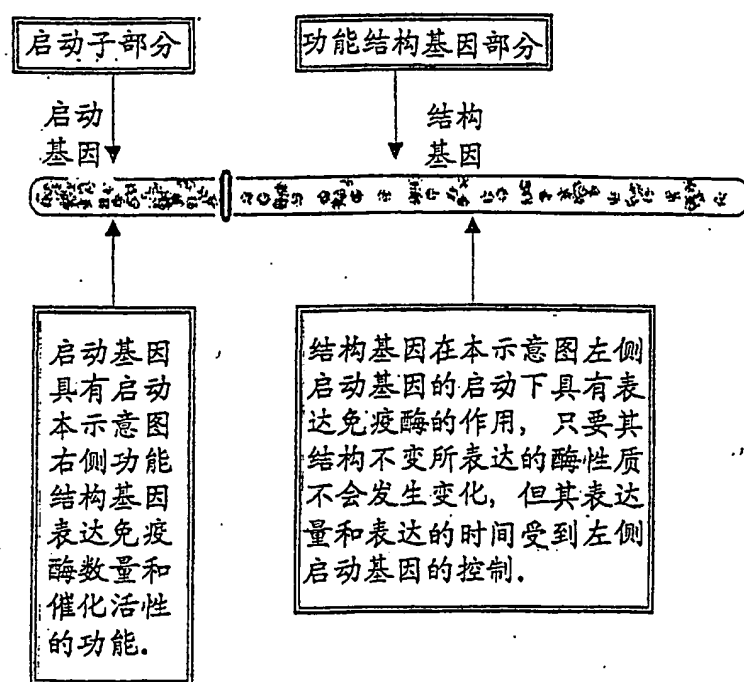 启动子部分
功能结构基因部分
启动
基因
结构
基因
启动基因
具有启动
本示意图
右侧功能
结构基因
表达免疫
酶数量和
催化活性
的功能.
结构基因在本示意图左侧
启动基因的启动下具有表
达免疫酶的作用, 只要其
结构不变所表达的酶性质
不会发生变化, 但其表达
量和表达的时间受到左侧
启动基因的控制.